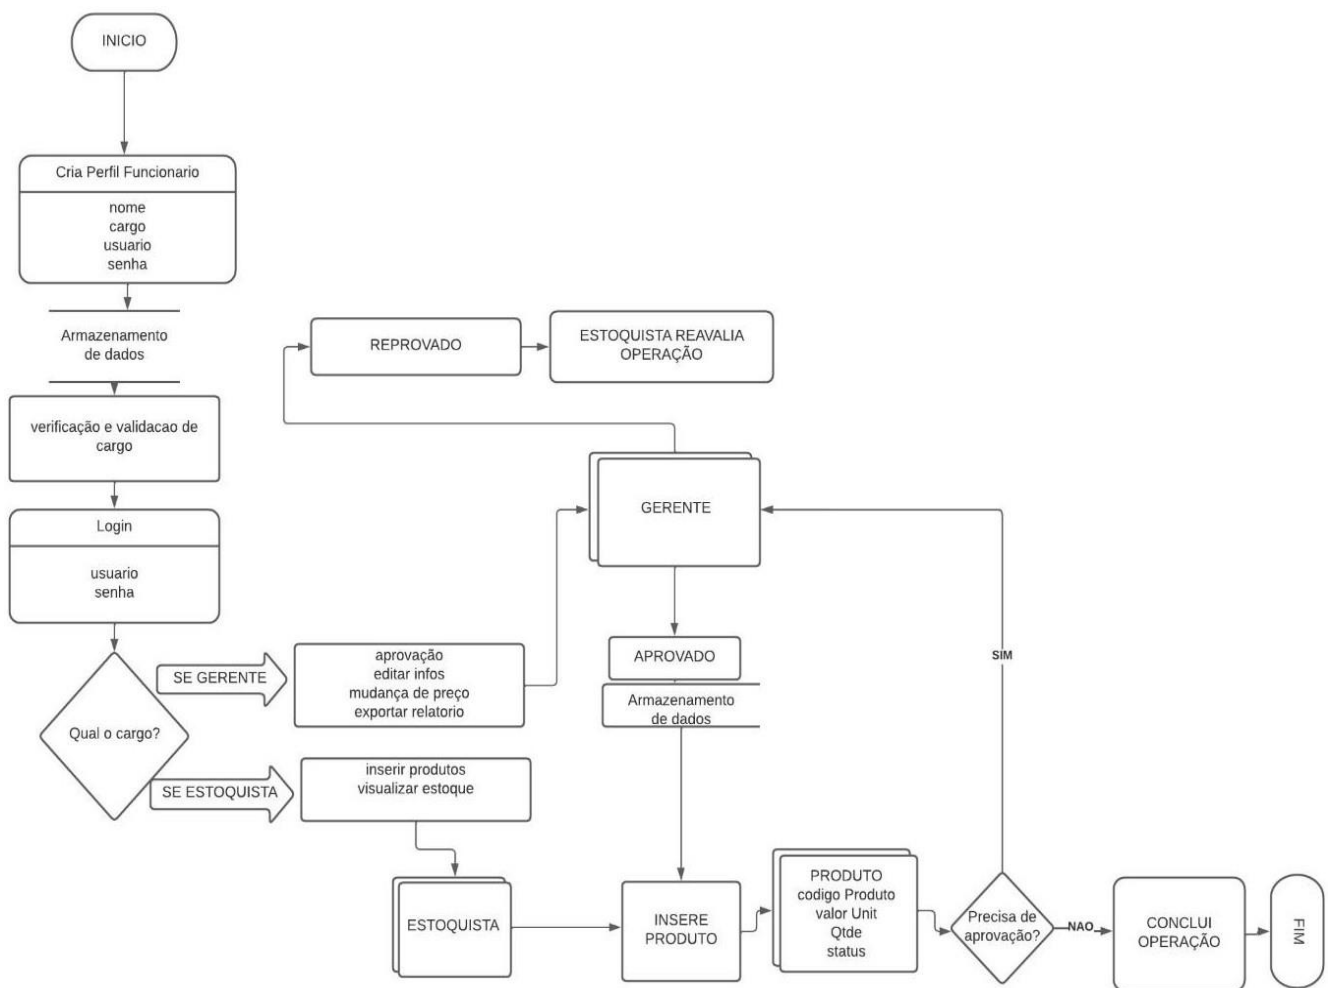 INICIO
Cria Perfil Funcionario
nome
cargo
usuario
senha
Armazenamento
de dados
verificação e validacao de
cargo
Login
usuario
senha
Qual o cargo?
SE GERENTE
aprovação
editar infos
mudança de preço
exportar relatorio
SE ESTOQUISTA
inserir produtos
visualizar estoque
REPROVADO
ESTOQUISTA REAVALIA
OPERAÇÃO
GERENTE
APROVADO
Armazenamento
de dados
ESTOQUISTA
INSERE
PRODUTO
PRODUTO
codigo Produto
valor Unit
Qtde
status
Precisa de
aprovação?
SIM
NAO
CONCLUI
OPERAÇÃO
FIM